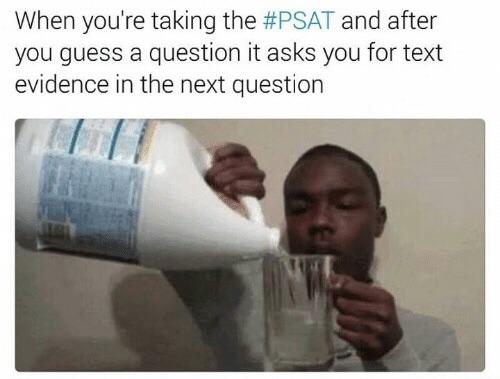 When you're taking the #PSAT and after
you guess a question it asks you for text
evidence in the next question